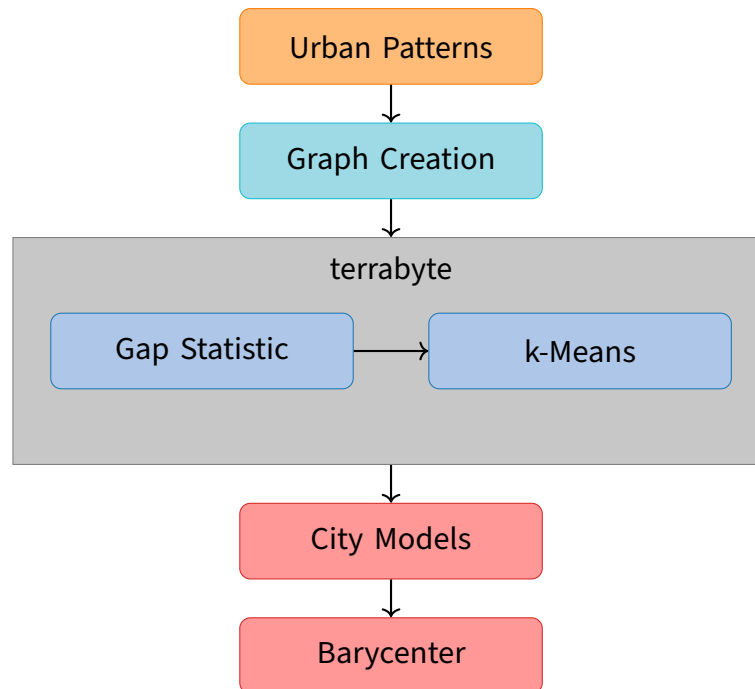 Urban Patterns
Graph Creation
terrabyte
Gap Statistic
k-Means
City Models
Barycenter